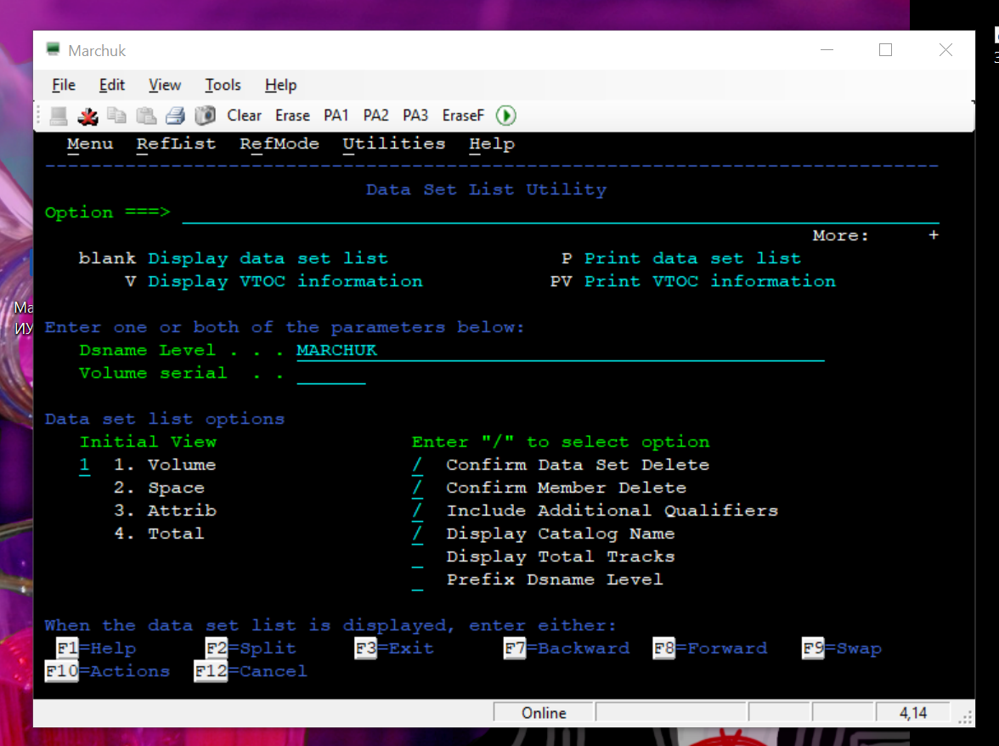 Marchuk
File Edit View Tools Help
Clear Erase PA1 PA2 PA3 EraseF
Menu RefList RefMode Utilities Help
Data Set List Utility
Option ===>
More: +
blank Display data set list P Print data set list
V Display VTOC information PV Print VTOC information
Ма
ИУ
Enter one or both of the parameters below:
Dsname Level . . . MARCHUK
Volume serial . .
Data set list options
Initial View Enter "/" to select option
1 1. Volume / Confirm Data Set Delete
2. Space / Confirm Member Delete
3. Attrib / Include Additional Qualifiers
4. Total / Display Catalog Name
_ Display Total Tracks
_ Prefix Dsname Level
When the data set list is displayed, enter either:
F1=Help F2=Split F3=Exit F7=Backward F8=Forward F9=Swap
F10=Actions F12=Cancel
Online 4,14